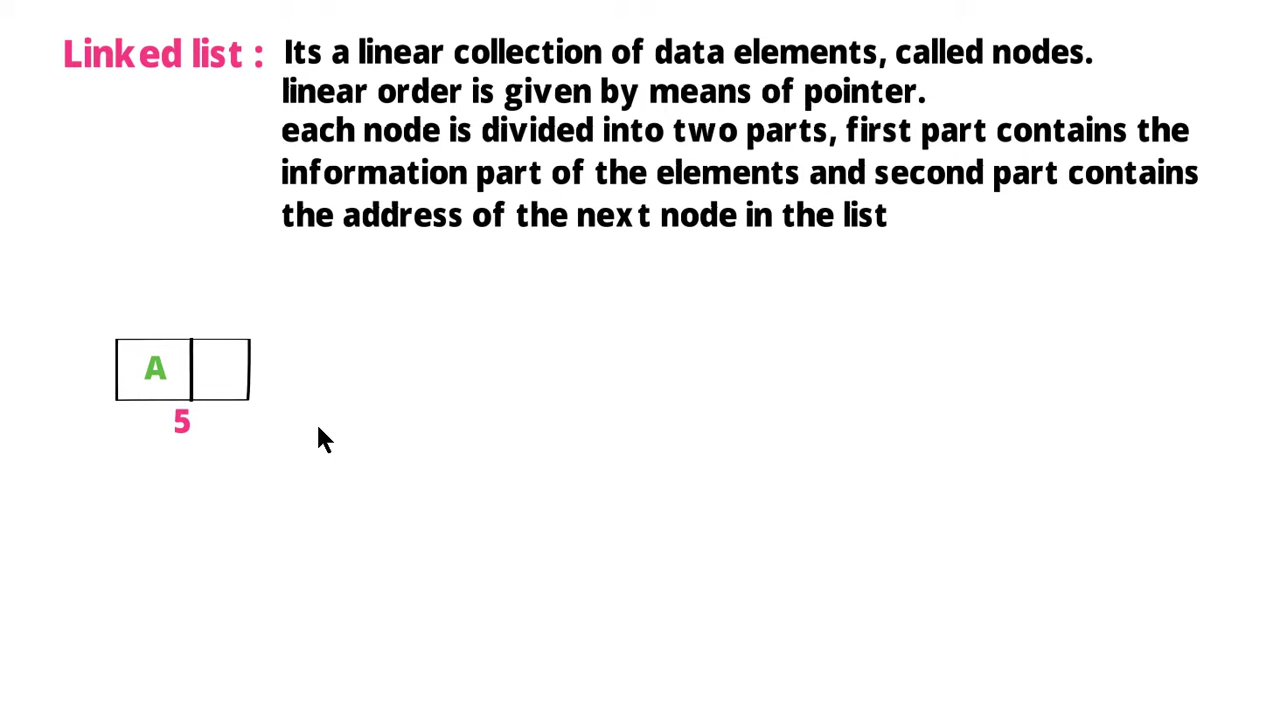 Linked list : Its a linear collection of data elements, called nodes.
linear order is given by means of pointer.
each node is divided into two parts, first part contains the
information part of the elements and second part contains
the address of the next node in the list
A
5